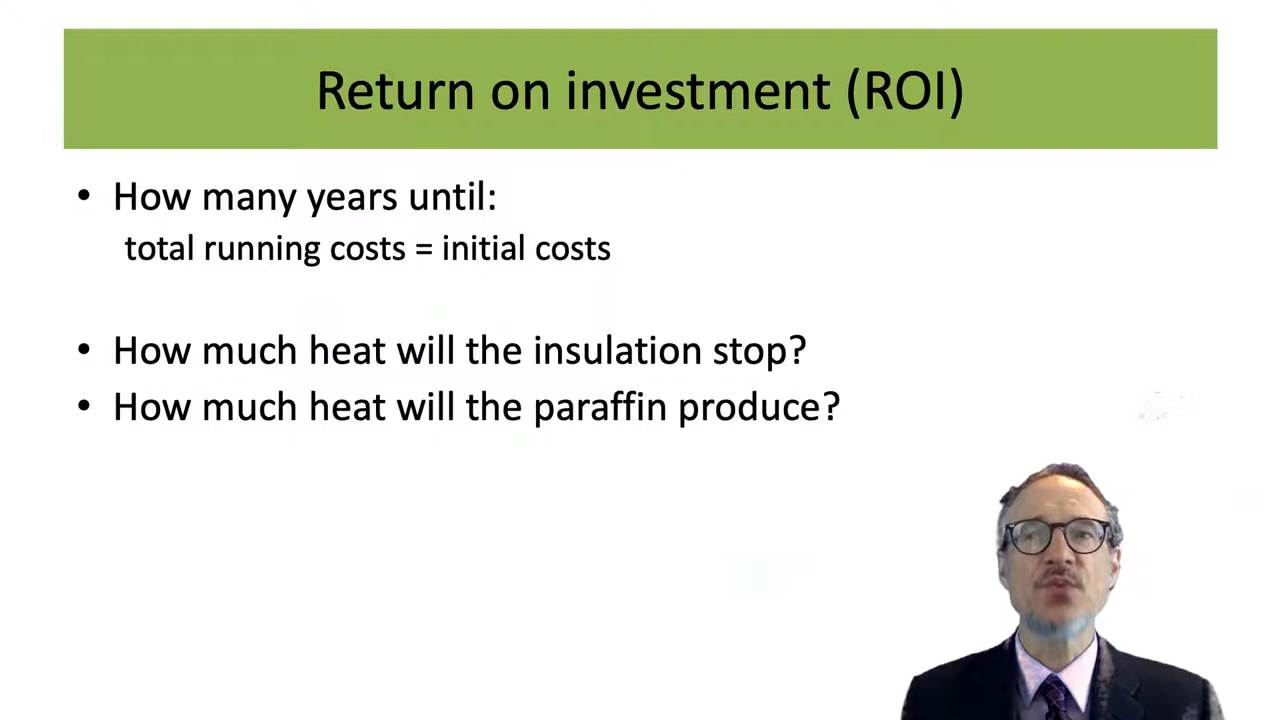 Return on investment (ROI)
• How many years until:
total running costs = initial costs
• How much heat will the insulation stop?
• How much heat will the paraffin produce?